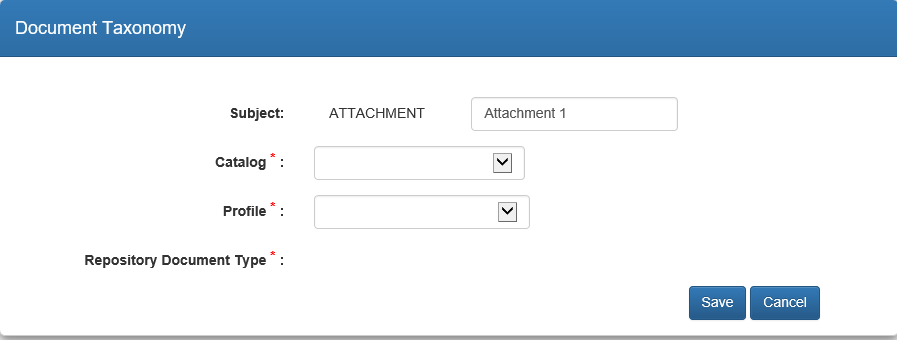 Document Taxonomy
Subject: ATTACHMENT Attachment 1
Catalog * :
Profile * :
Repository Document Type * :
Save Cancel